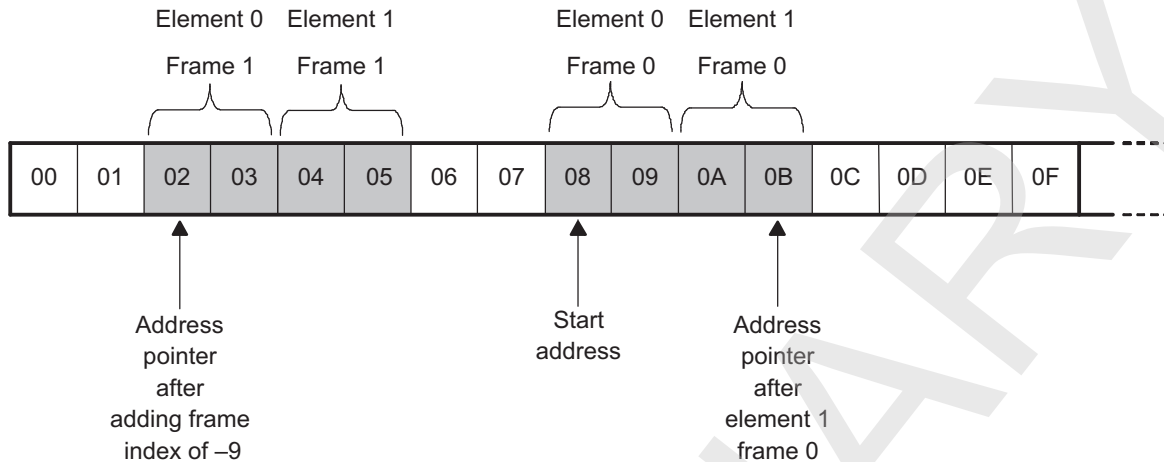 Element 0 Element 1 Element 0 Element 1
Frame 1 Frame 1 Frame 0 Frame 0
00 01 02 03 04 05 06 07 08 09 0A 0B 0C 0D 0E 0F
Address
pointer
after
adding frame
index of –9
Start
address
Address
pointer
after
element 1
frame 0
ARY